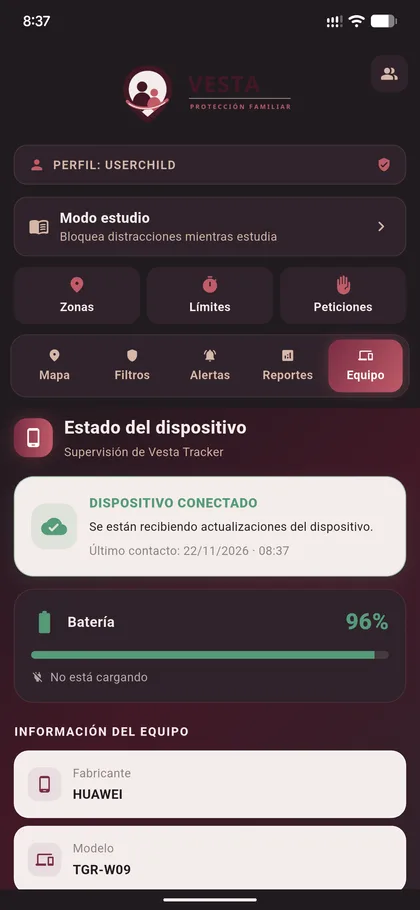 8:37
VESTA
PROTECCIÓN FAMILIAR
PERFIL: USERCHILD
Modo estudio
Bloquea distracciones mientras estudia
Zonas
Límites
Peticiones
Mapa
Filtros
Alertas
Reportes
Equipo
Estado del dispositivo
Supervisión de Vesta Tracker
DISPOSITIVO CONECTADO
Se están recibiendo actualizaciones del dispositivo.
Último contacto: 22/11/2026 · 08:37
Batería
96%
No está cargando
INFORMACIÓN DEL EQUIPO
Fabricante
HUAWEI
Modelo
TGR-W09